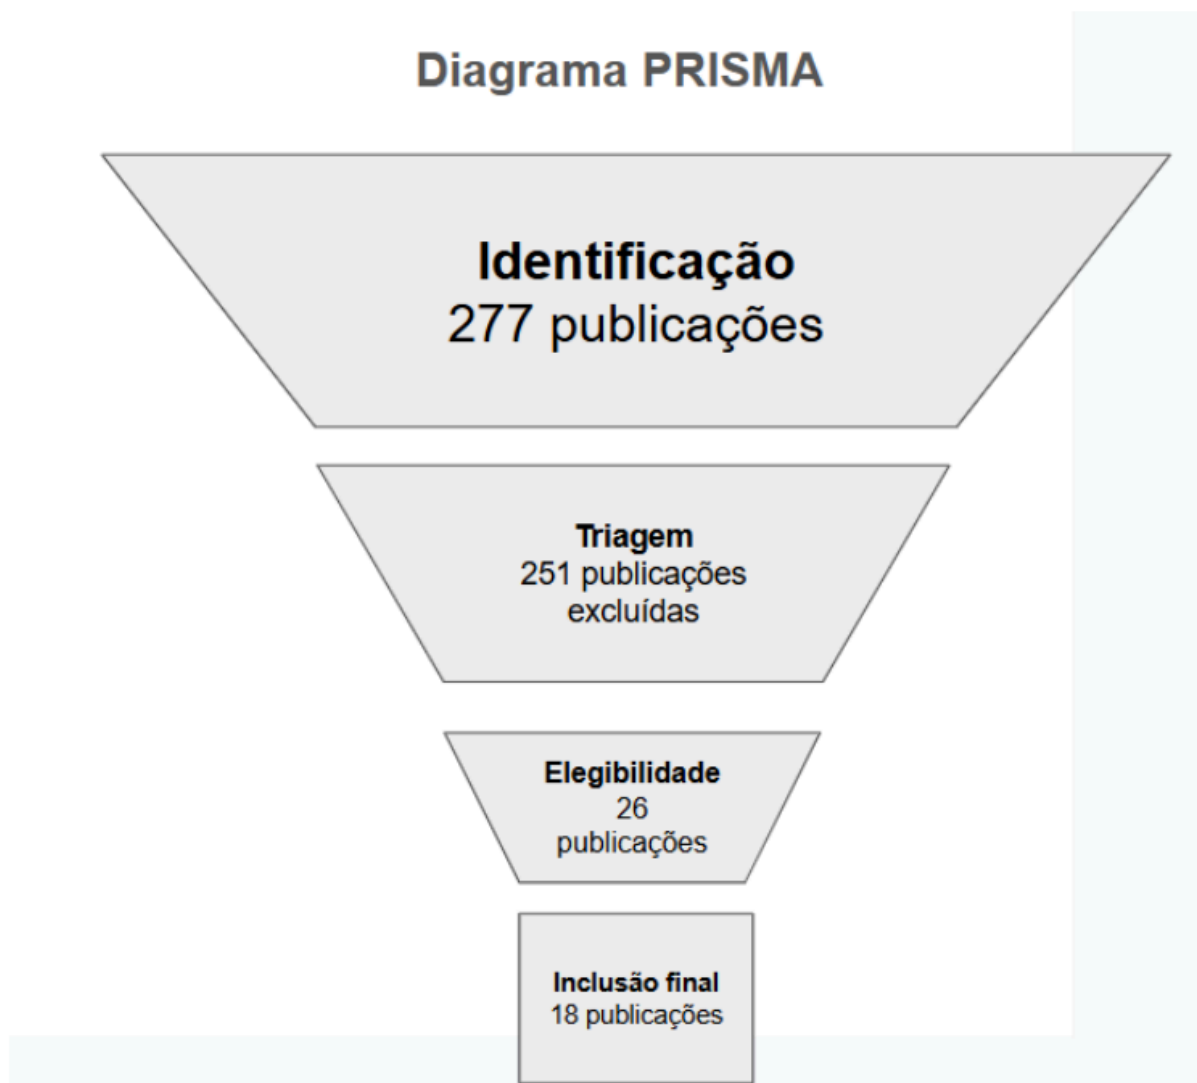 Diagrama PRISMA
Identificação
277 publicações
Triagem
251 publicações
excluídas
Elegibilidade
26
publicações
Inclusão final
18 publicações